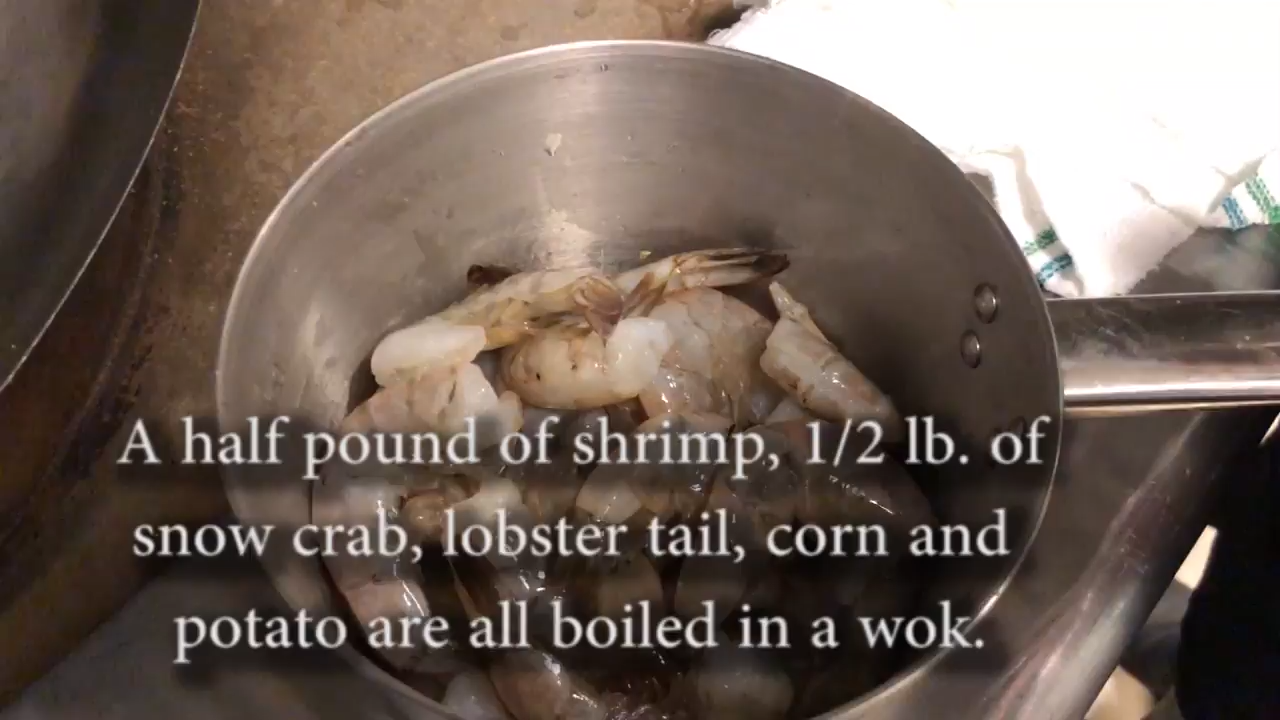 A half pound of shrimp, 1/2 lb. of
snow crab, lobster tail, corn and
potato are all boiled in a wok.